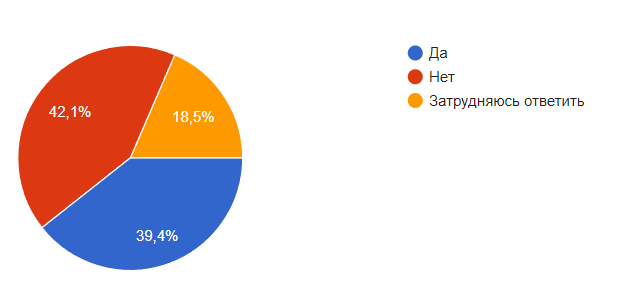 Да
Нет
Затрудняюсь ответить
42,1%
18,5%
39,4%